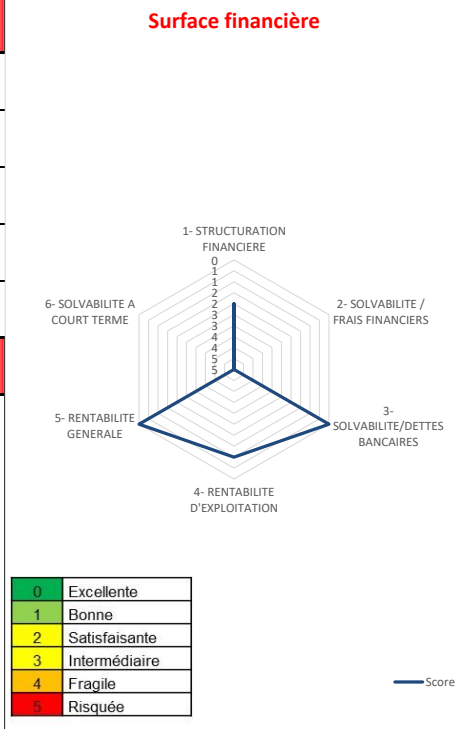 Surface financière
1- STRUCTURATION
FINANCIERE
0
1
1
2
2
3
3
4
4
5
5
2- SOLVABILITE /
FRAIS FINANCIERS
3-
SOLVABILITE/DETTES
BANCAIRES
4- RENTABILITE
D'EXPLOITATION
5- RENTABILITE
GENERALE
6- SOLVABILITE A
COURT TERME
0 Excellente
1 Bonne
2 Satisfaisante
3 Intermédiaire
4 Fragile
5 Risquée
Score